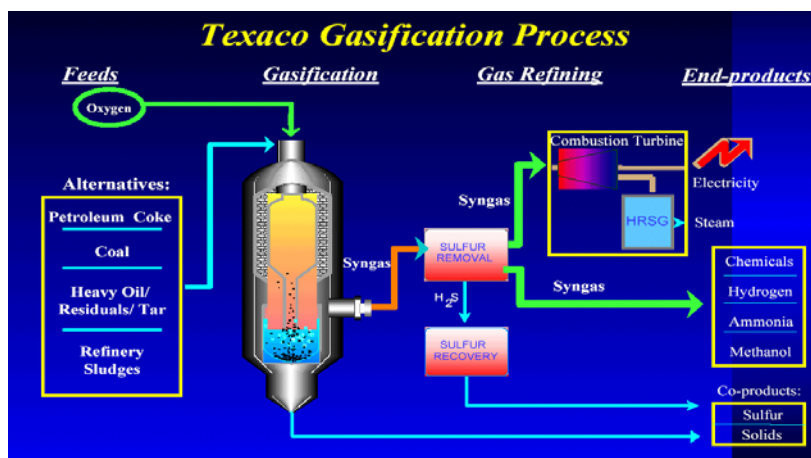 Texaco Gasification Process
Feeds
Gasification
Gas Refining
End-products
Oxygen
Alternatives:
Petroleum Coke
Coal
Heavy Oil/
Residuals/ Tar
Refinery
Sludges
Syngas
SULFUR
REMOVAL
H2S
SULFUR
RECOVERY
Syngas
Combustion Turbine
HRSG
Electricity
Steam
Syngas
Chemicals
Hydrogen
Ammonia
Methanol
Co-products:
Sulfur
Solids